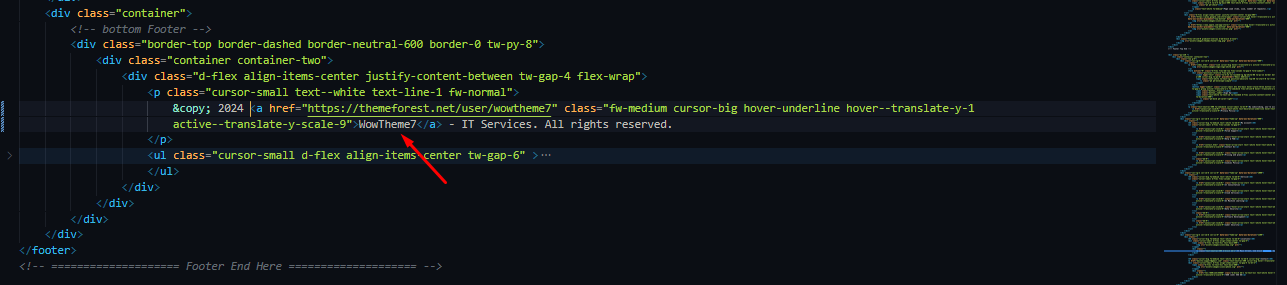 <div class="container">
<!-- bottom Footer -->
<div class="border-top border-dashed border-neutral-600 border-0 tw-py-8">
<div class="container container-two">
<div class="d-flex align-items-center justify-content-between tw-gap-4 flex-wrap">
<p class="cursor-small text--white text-line-1 fw-normal">
&copy; 2024 <a href="https://themeforest.net/user/wowtheme7" class="fw-medium cursor-big hover-underline hover--translate-y-1
active--translate-y-scale-9">WowTheme7</a> - IT Services. All rights reserved.
</p>
<ul class="cursor-small d-flex align-items-center tw-gap-6" >…
</ul>
</div>
</div>
</div>
</div>
</footer>
<!-- ==================== Footer End Here ==================== -->